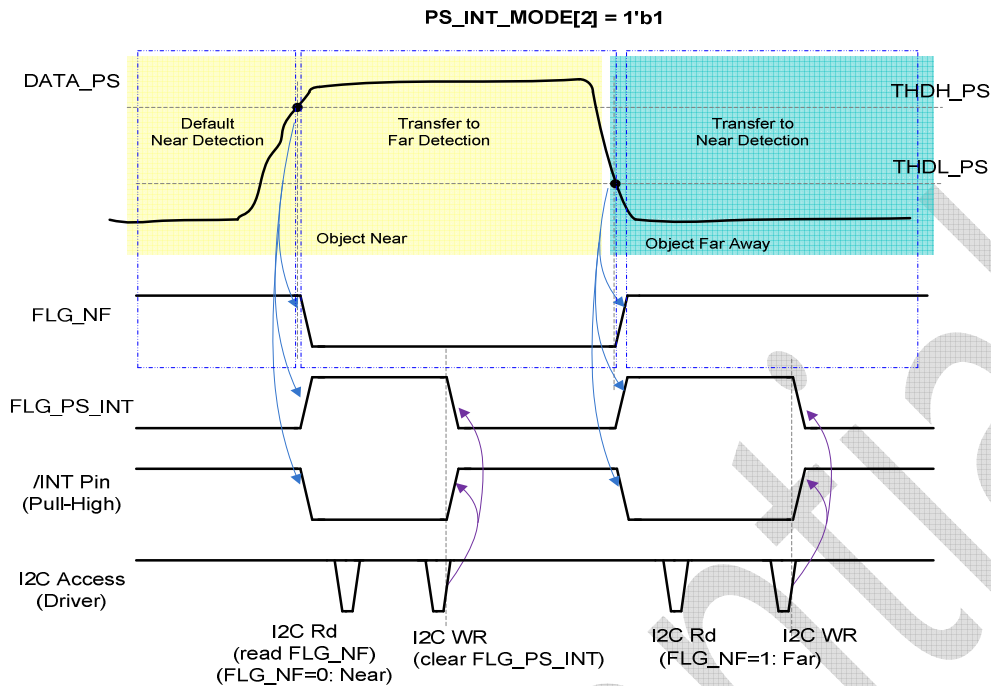 PS_INT_MODE[2] = 1'b1
DATA_PS
THDH_PS
Default
Near Detection
Transfer to
Far Detection
Transfer to
Near Detection
THDL_PS
Object Near
Object Far Away
FLG_NF
FLG_PS_INT
/INT Pin
(Pull-High)
I2C Access
(Driver)
I2C Rd
(read FLG_NF)
(FLG_NF=0: Near)
I2C WR
(clear FLG_PS_INT)
I2C Rd
(FLG_NF=1: Far)
I2C WR